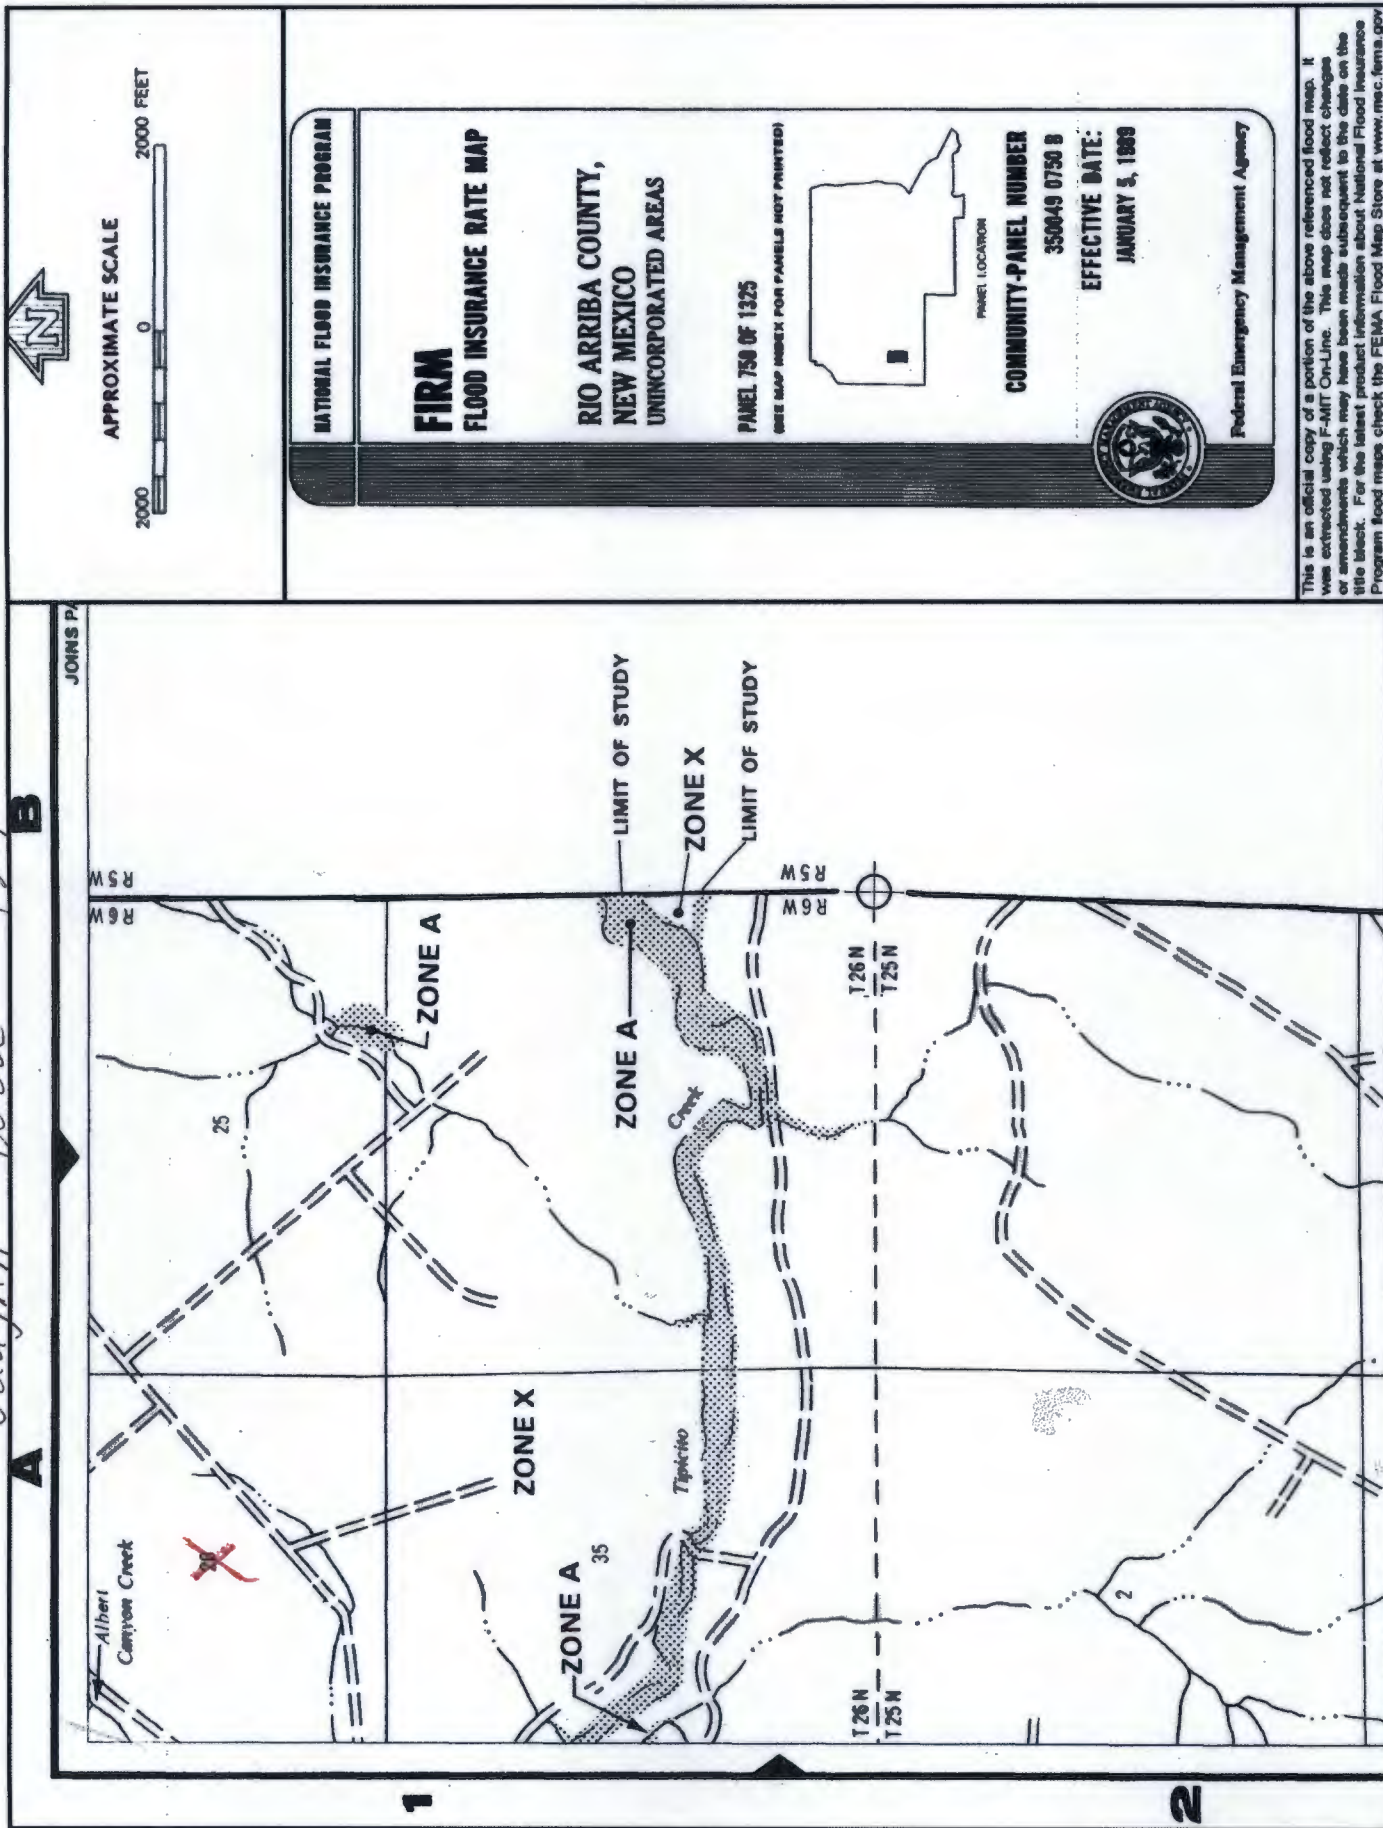 APPROXIMATE SCALE
2000 0 2000 FEET
N
NATIONAL FLOOD INSURANCE PROGRAM
FIRM
FLOOD INSURANCE RATE MAP
RIO ARRIBA COUNTY,
NEW MEXICO
UNINCORPORATED AREAS
PANEL 750 OF 1325
(SEE MAP INDEX FOR PANELS NOT PRINTED)
PANEL LOCATION
COMMUNITY-PANEL NUMBER
350049 0750 B
EFFECTIVE DATE:
JANUARY 5, 1989
Federal Emergency Management Agency
This is an official copy of a portion of the above referenced flood map. It
was extracted using F-MIT On-Line. This map does not reflect changes
or amendments which may have been made subsequent to the date on the
title block. For the latest product information about National Flood Insurance
Program flood maps check the FEMA Flood Map Store at www.msc.fema.gov
A
B
1
2
JOINS PA
Albert
Canyon Creek
25
R6W
R5W
ZONE A
ZONE X
ZONE A
35
Tipicito
Creek
ZONE A
LIMIT OF STUDY
ZONE X
LIMIT OF STUDY
R6W
R5W
T26N
T25N
T26N
T25N
2